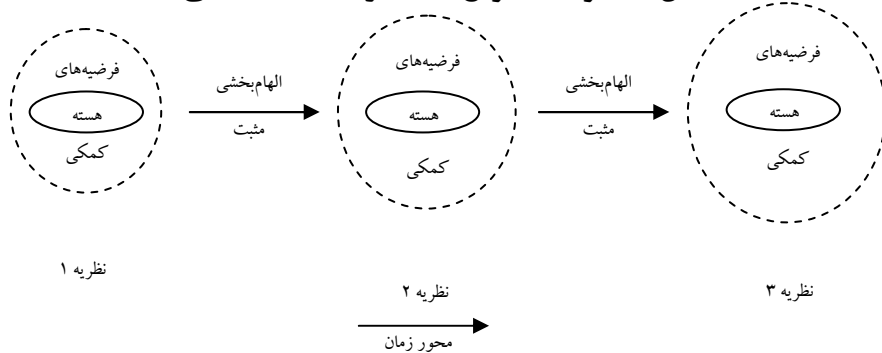 فرضیه‌های
هسته
کمکی
الهام‌بخشی
مثبت
فرضیه‌های
هسته
کمکی
الهام‌بخشی
مثبت
فرضیه‌های
هسته
کمکی
نظریه ۱
نظریه ۲
نظریه ۳
محور زمان